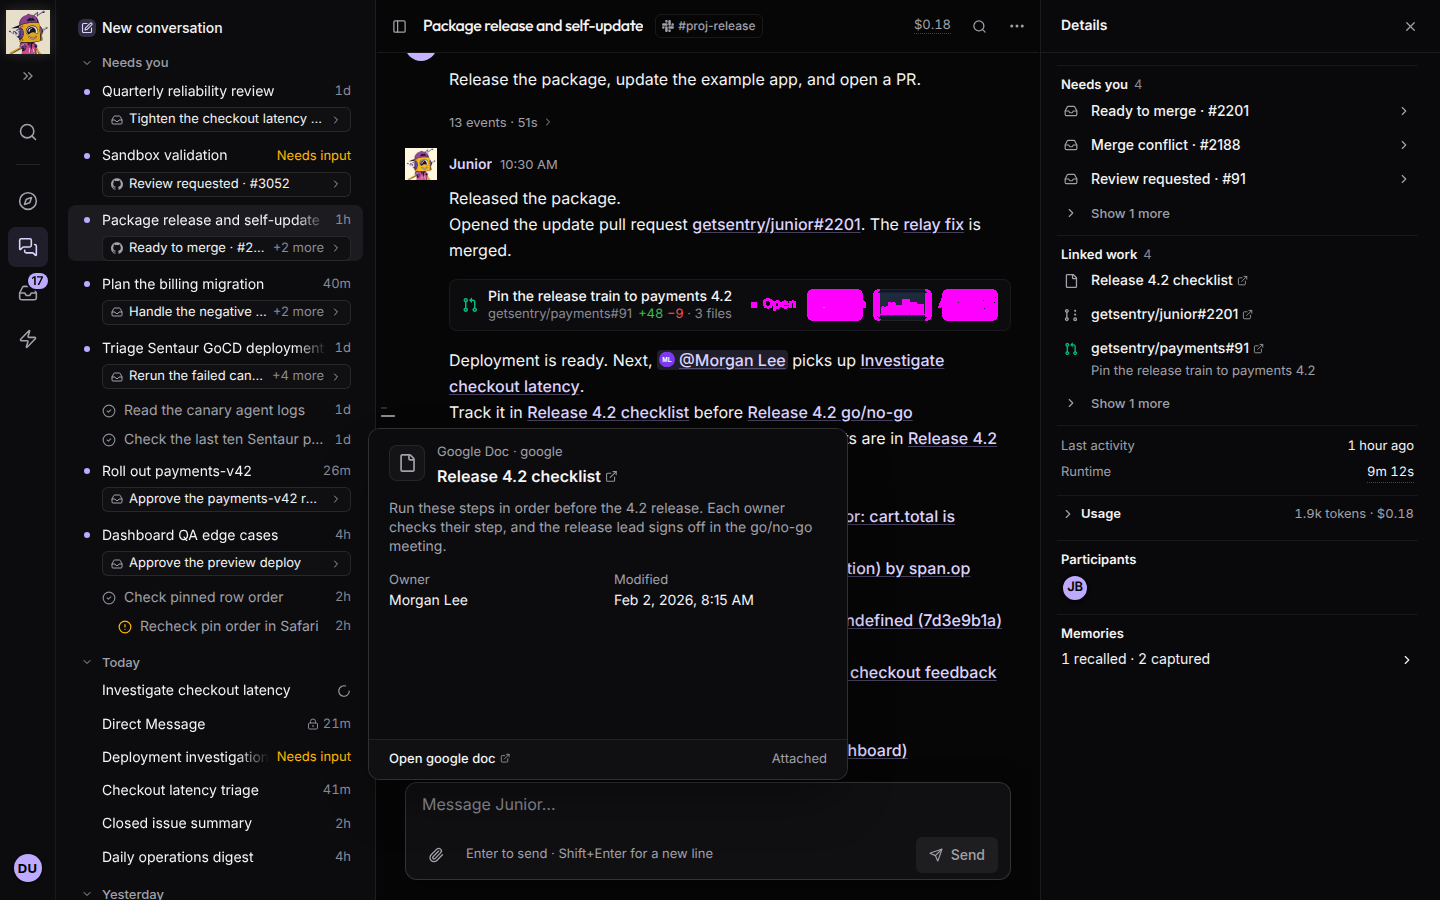 New conversation
Needs you
Quarterly reliability review 1d
Tighten the checkout latency ...
Sandbox validation Needs input
Review requested · #3052
Package release and self-update 1h
Ready to merge · #2... +2 more
Plan the billing migration 40m
Handle the negative ... +2 more
Triage Sentaur GoCD deployment 1d
Rerun the failed can... +4 more
Read the canary agent logs 1d
Check the last ten Sentaur p... 1d
Roll out payments-v42 26m
Approve the payments-v42 r...
Dashboard QA edge cases 4h
Approve the preview deploy
Check pinned row order 2h
Recheck pin order in Safari 2h
Today
Investigate checkout latency
Direct Message 21m
Deployment investigation Needs input
Checkout latency triage 41m
Closed issue summary 2h
Daily operations digest 4h
Yesterday
17
DU
Package release and self-update #proj-release $0.18
Release the package, update the example app, and open a PR.
13 events · 51s
Junior 10:30 AM
Released the package.
Opened the update pull request getsentry/junior#2201. The relay fix is
merged.
Pin the release train to payments 4.2
getsentry/payments#91 +48 −9 · 3 files
Open
Deployment is ready. Next, ML @Morgan Lee picks up Investigate
checkout latency.
Track it in Release 4.2 checklist before Release 4.2 go/no-go
s are in Release 4.2
or: cart.total is
tion) by span.op
ndefined (7d3e9b1a)
checkout feedback
hboard)
Google Doc · google
Release 4.2 checklist
Run these steps in order before the 4.2 release. Each owner
checks their step, and the release lead signs off in the go/no-go
meeting.
Owner Modified
Morgan Lee Feb 2, 2026, 8:15 AM
Open google doc Attached
Message Junior...
Enter to send · Shift+Enter for a new line Send
Details
Needs you 4
Ready to merge · #2201
Merge conflict · #2188
Review requested · #91
Show 1 more
Linked work 4
Release 4.2 checklist
getsentry/junior#2201
getsentry/payments#91
Pin the release train to payments 4.2
Show 1 more
Last activity 1 hour ago
Runtime 9m 12s
Usage 1.9k tokens · $0.18
Participants
JB
Memories
1 recalled · 2 captured